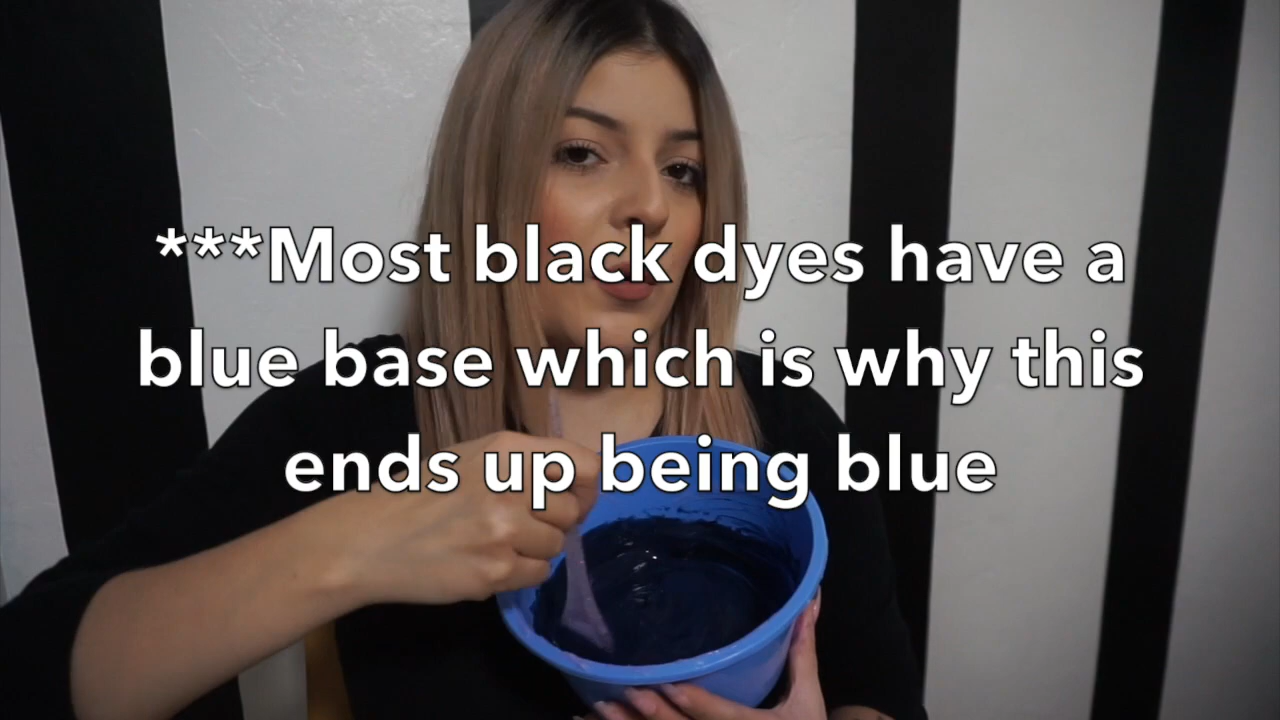 ***Most black dyes have a
blue base which is why this
ends up being blue